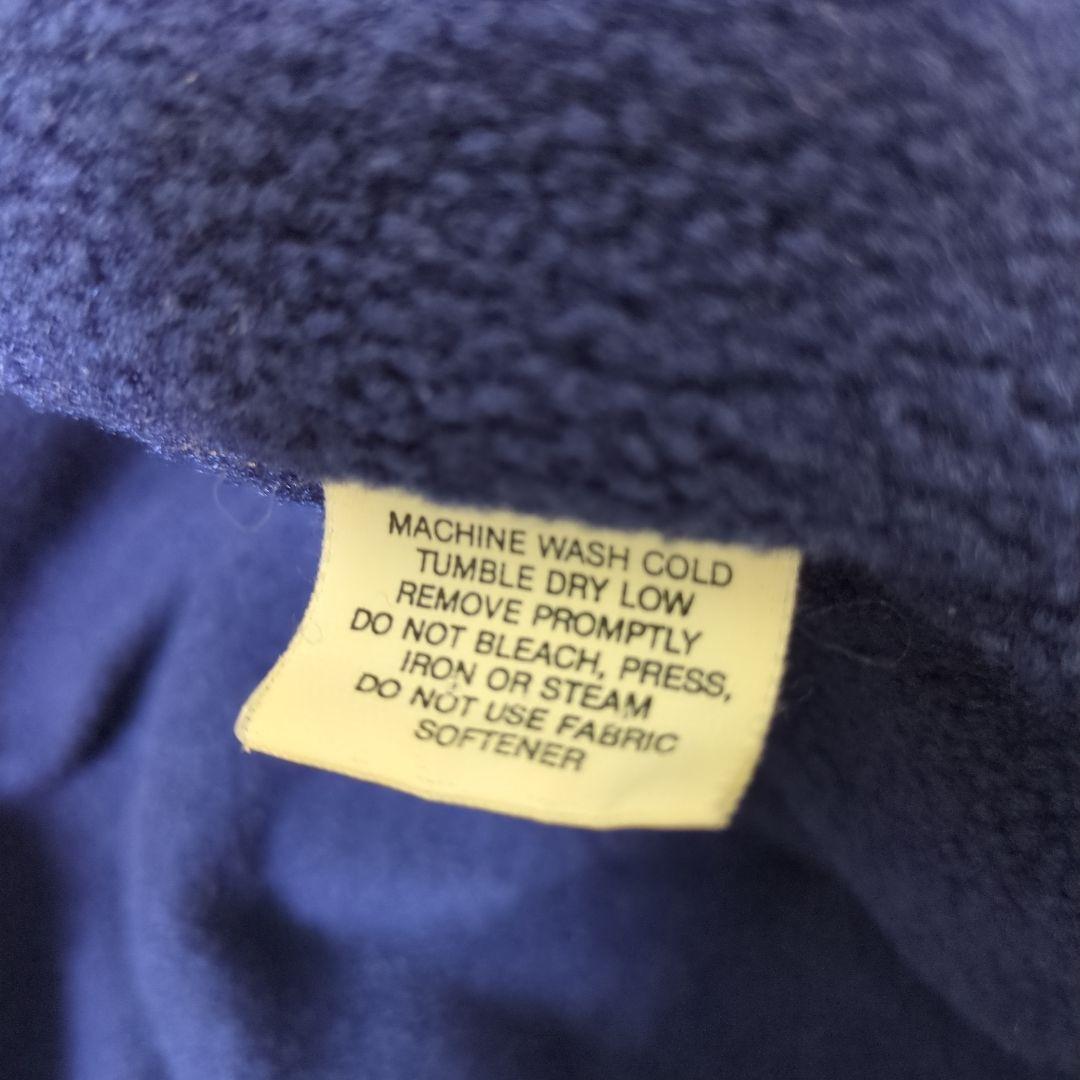 MACHINE WASH COLD
TUMBLE DRY LOW
REMOVE PROMPTLY
DO NOT BLEACH, PRESS,
IRON OR STEAM
DO NOT USE FABRIC
SOFTENER